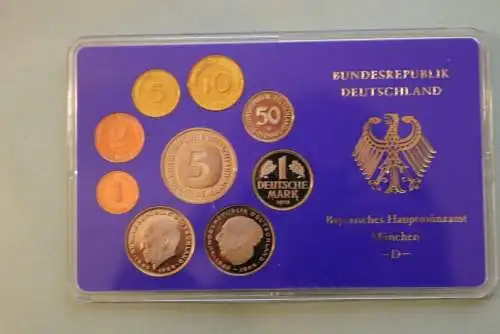 BUNDESREPUBLIK
DEUTSCHLAND
5
10
50
2
5
1
DEUTSCHE
MARK
1
Bayerisches Hauptmünzamt
München
—D—